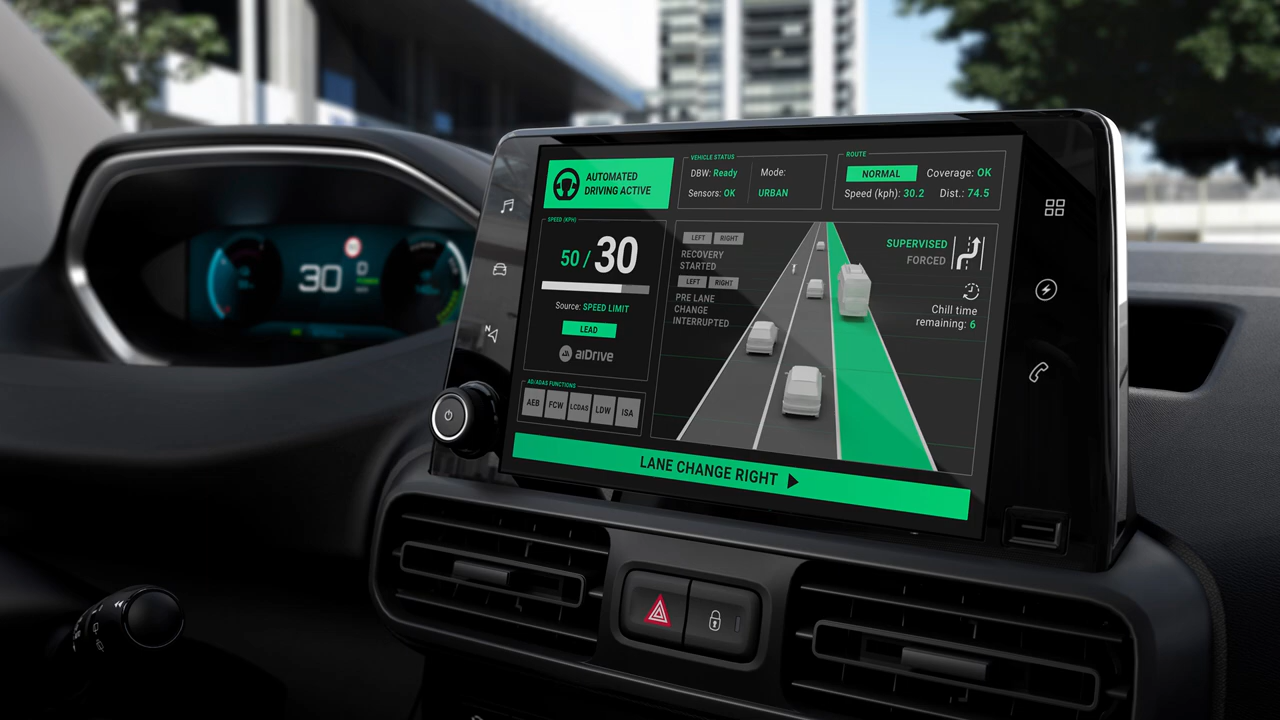 AUTOMATED
DRIVING ACTIVE
VEHICLE STATUS
DBW: Ready
Sensors: OK
Mode:
URBAN
ROUTE
NORMAL
Coverage: OK
Speed (kph): 30.2
Dist.: 74.5
SPEED (KPH)
50 / 30
Source: SPEED LIMIT
LEAD
aiDrive
AD/ADAS FUNCTIONS
AEB
FCW
LCDAS
LDW
ISA
LEFT
RIGHT
RECOVERY
STARTED
LEFT
RIGHT
PRE LANE
CHANGE
INTERRUPTED
SUPERVISED
FORCED
Chill time
remaining: 6
LANE CHANGE RIGHT
30
0
N